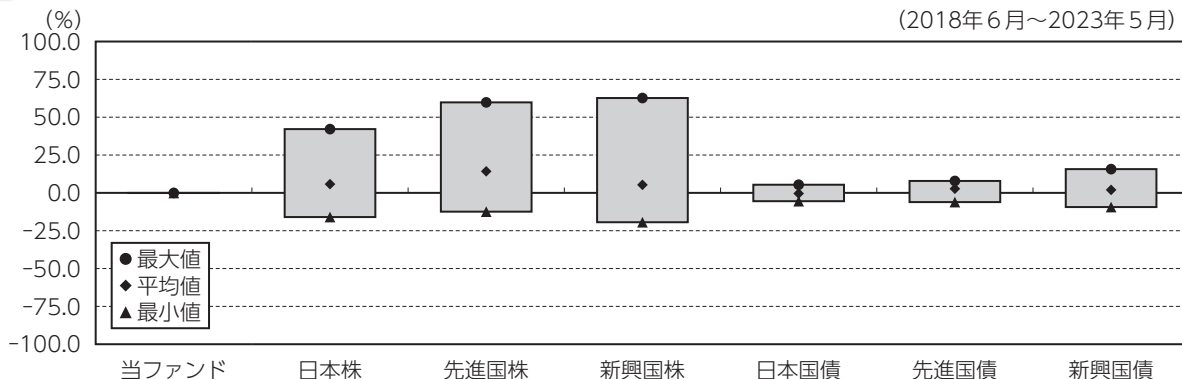 (%)
(2018年6月～2023年5月)
100.0
75.0
50.0
25.0
0.0
-25.0
-50.0
-75.0
-100.0
●最大値
◆平均値
▲最小値
当ファンド 日本株 先進国株 新興国株 日本国債 先進国債 新興国債